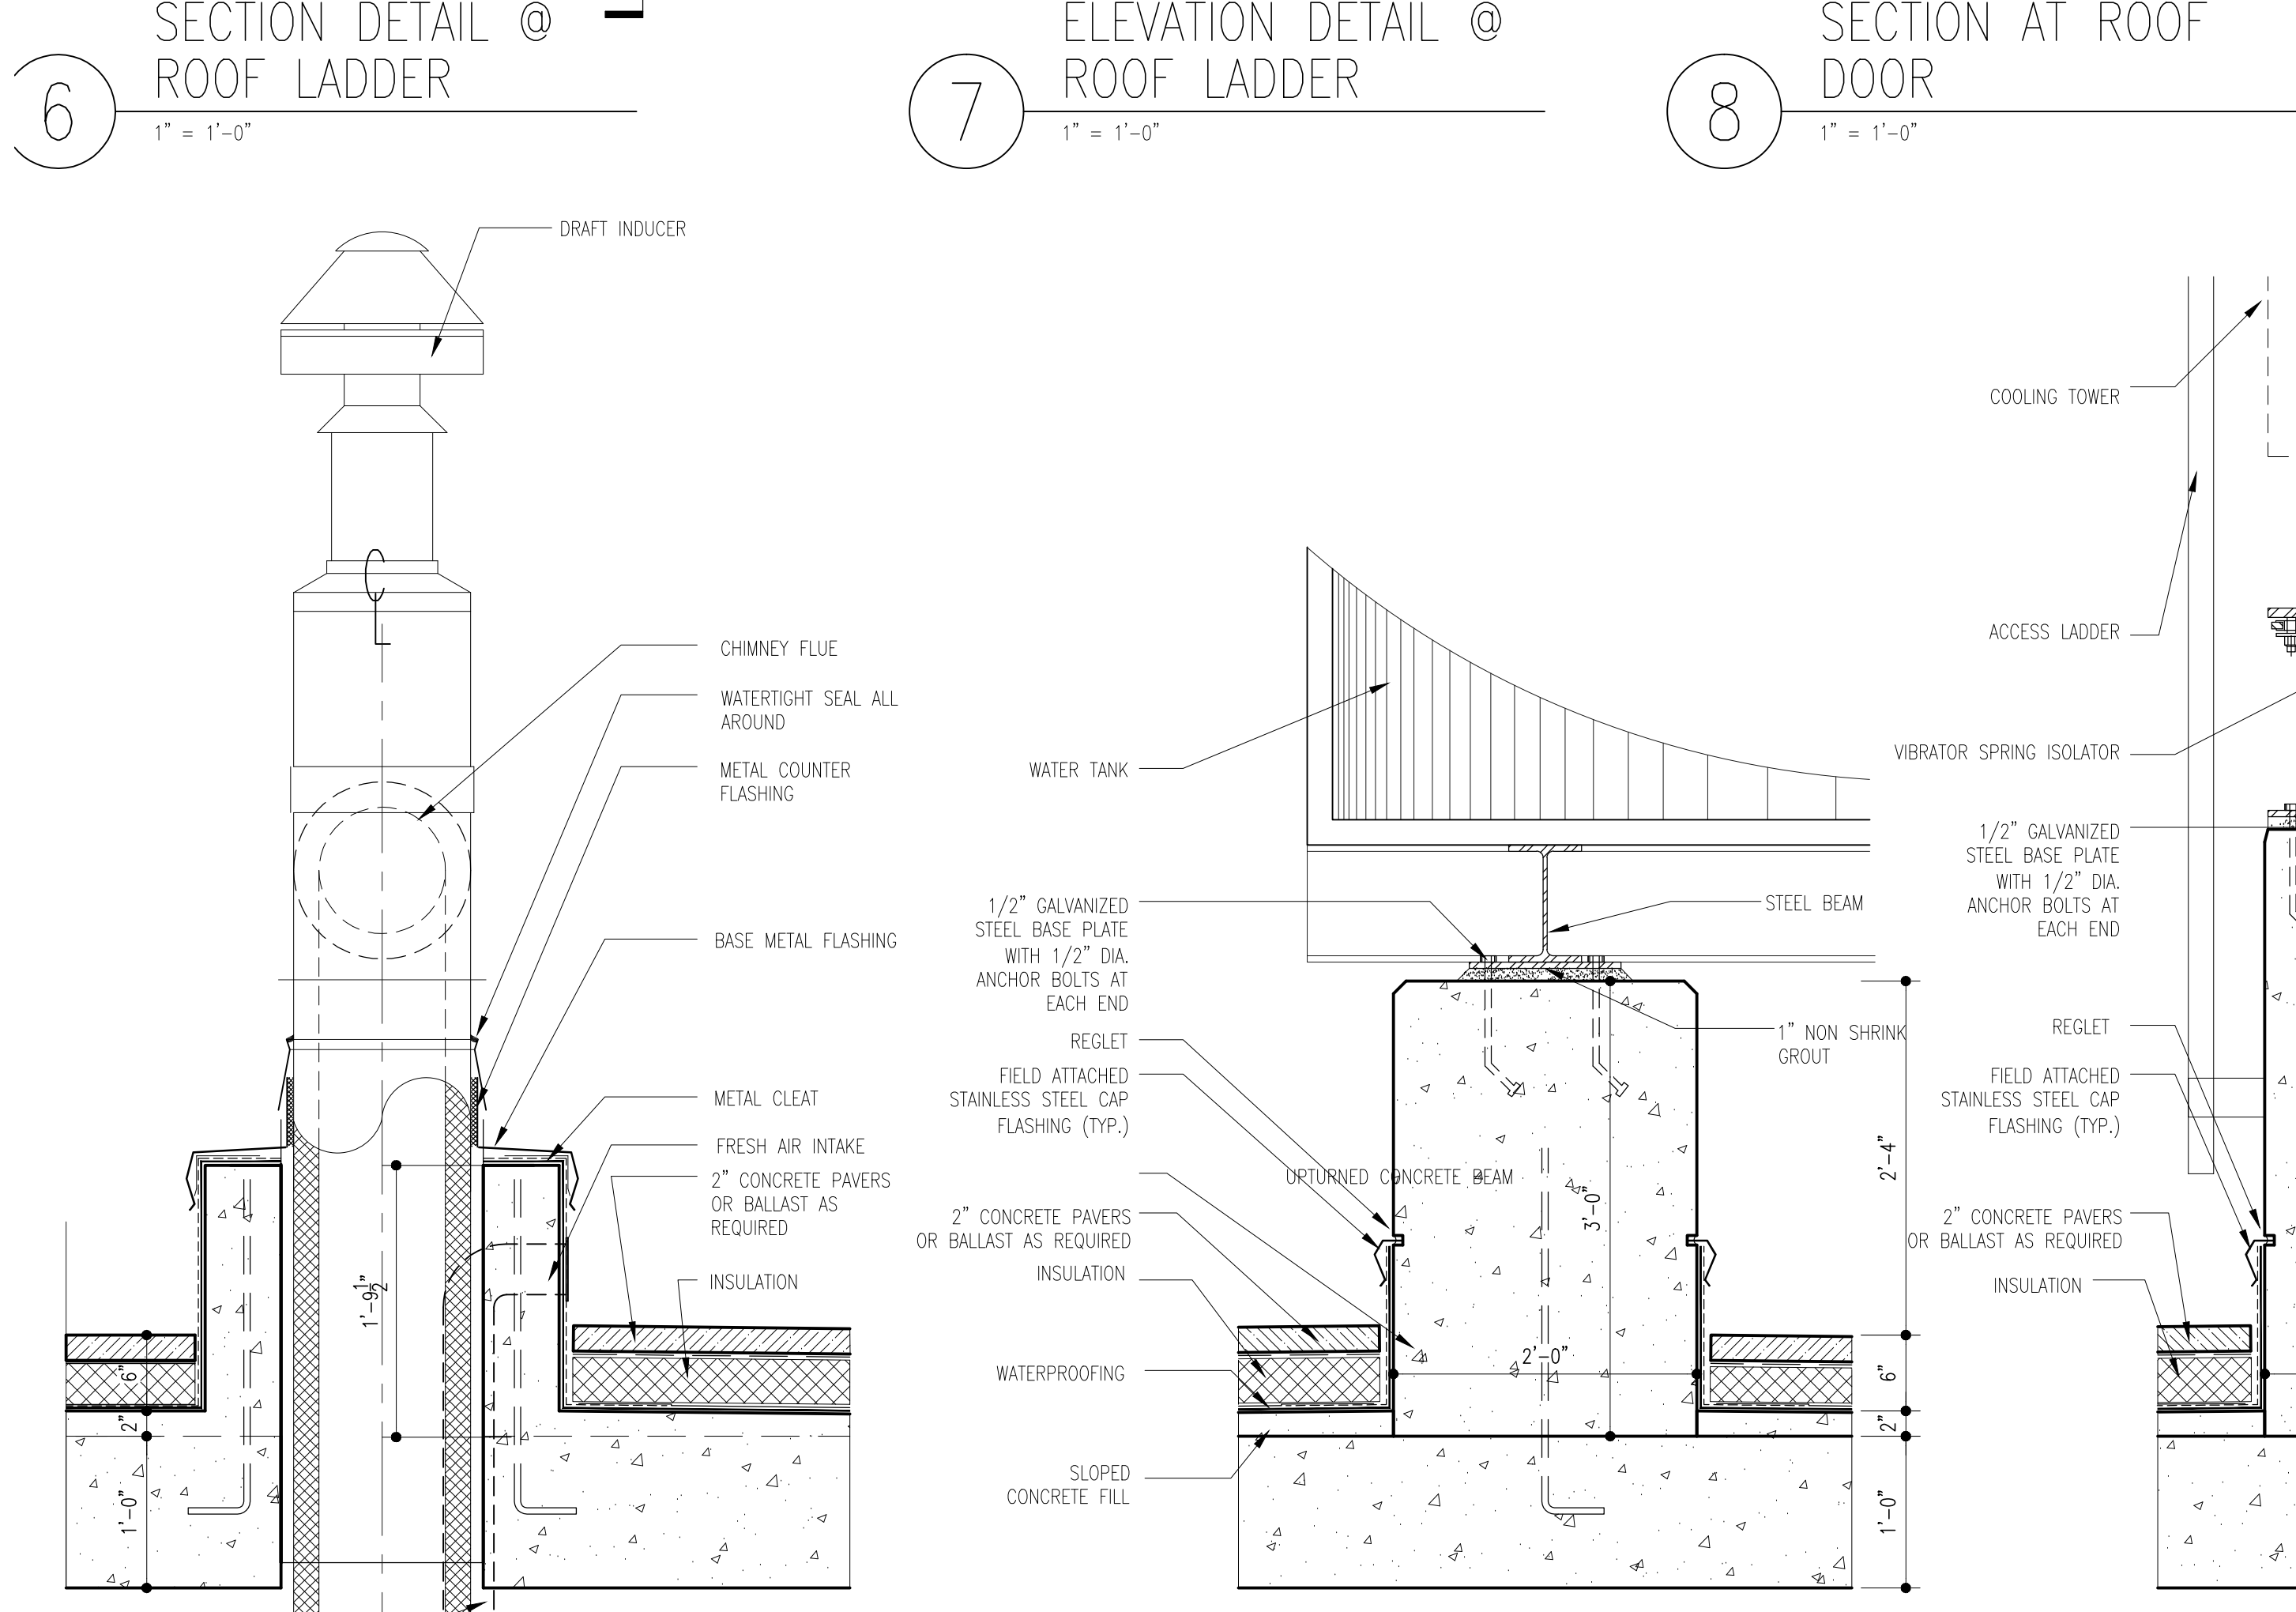 SECTION DETAIL @
ROOF LADDER
6
1" = 1'-0"
ELEVATION DETAIL @
ROOF LADDER
7
1" = 1'-0"
SECTION AT ROOF
DOOR
8
1" = 1'-0"
DRAFT INDUCER
CHIMNEY FLUE
WATERTIGHT SEAL ALL
AROUND
METAL COUNTER
FLASHING
BASE METAL FLASHING
METAL CLEAT
FRESH AIR INTAKE
2" CONCRETE PAVERS
OR BALLAST AS
REQUIRED
INSULATION
1'-9 1/2"
6"
2"
1'-0"
WATER TANK
1/2" GALVANIZED
STEEL BASE PLATE
WITH 1/2" DIA.
ANCHOR BOLTS AT
EACH END
REGLET
FIELD ATTACHED
STAINLESS STEEL CAP
FLASHING (TYP.)
UPTURNED CONCRETE BEAM
2" CONCRETE PAVERS
OR BALLAST AS REQUIRED
INSULATION
WATERPROOFING
SLOPED
CONCRETE FILL
STEEL BEAM
1" NON SHRINK
GROUT
3'-0"
2'-0"
2'-4"
6"
2"
1'-0"
COOLING TOWER
ACCESS LADDER
VIBRATOR SPRING ISOLATOR
1/2" GALVANIZED
STEEL BASE PLATE
WITH 1/2" DIA.
ANCHOR BOLTS AT
EACH END
REGLET
FIELD ATTACHED
STAINLESS STEEL CAP
FLASHING (TYP.)
2" CONCRETE PAVERS
OR BALLAST AS REQUIRED
INSULATION